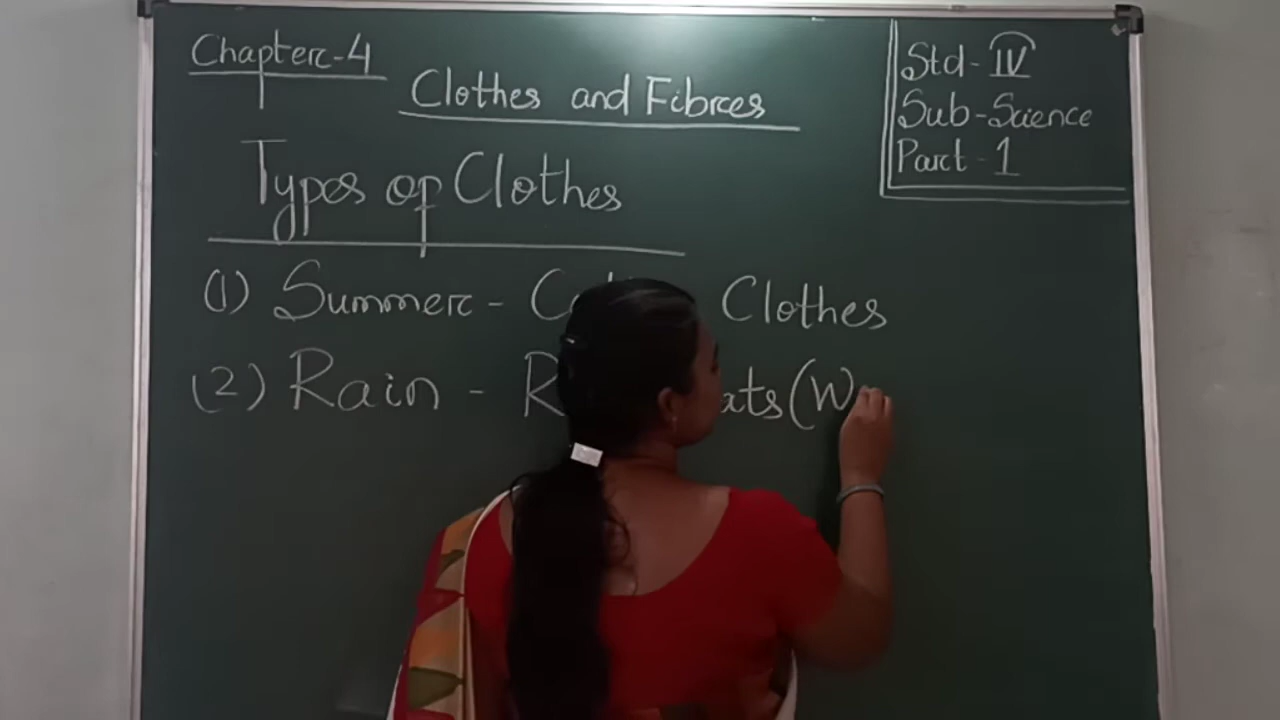 Chapter-4
Clothes and Fibres
Std-IV
Sub-Science
Part-1
Types of Clothes
(1) Summer - Clothes
(2) Rain -